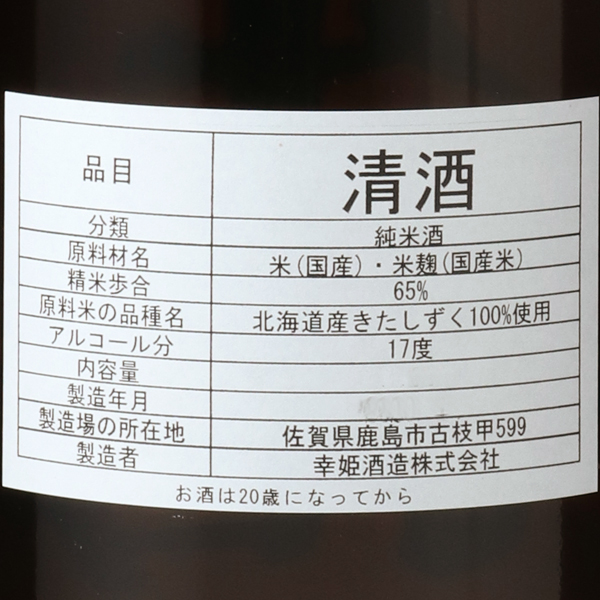 品目 清酒
分類 純米酒
原料材名 米(国産)・米麹(国産米)
精米歩合 65%
原料米の品種名 北海道産きたしずく100%使用
アルコール分 17度
内容量
製造年月
製造場の所在地 佐賀県鹿島市古枝甲599
製造者 幸姫酒造株式会社
お酒は20歳になってから